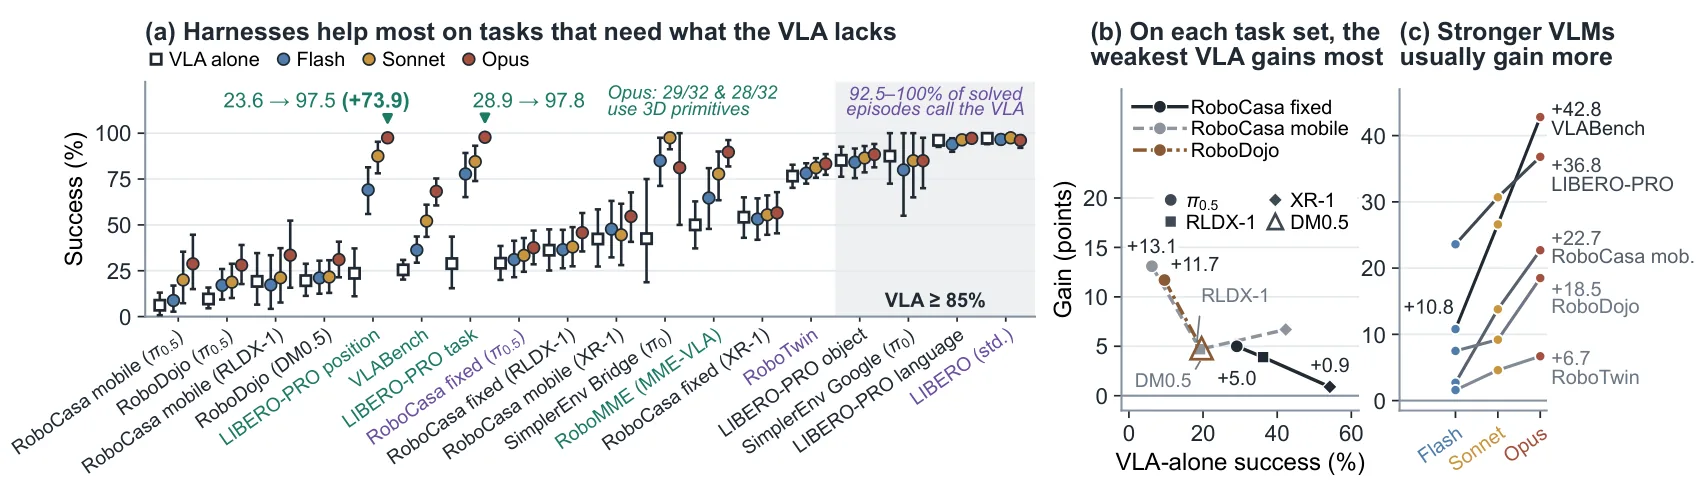 (a) Harnesses help most on tasks that need what the VLA lacks
VLA alone
Flash
Sonnet
Opus
23.6 → 97.5 (+73.9)
28.9 → 97.8
Opus: 29/32 & 28/32
use 3D primitives
92.5–100% of solved
episodes call the VLA
VLA ≥ 85%
Success (%)
100
75
50
25
0
RoboCasa mobile (π0.5)
RoboDojo (π0.5)
RoboCasa mobile (RLDX-1)
RoboDojo (DM0.5)
LIBERO-PRO position
VLABench
LIBERO-PRO task
RoboCasa fixed (π0.5)
RoboCasa fixed (RLDX-1)
RoboCasa mobile (XR-1)
SimplerEnv Bridge (π0)
RoboMME (MME-VLA)
RoboCasa fixed (XR-1)
RoboTwin
LIBERO-PRO object
SimplerEnv Google (π0)
LIBERO-PRO language
LIBERO (std.)
(b) On each task set, the
weakest VLA gains most
RoboCasa fixed
RoboCasa mobile
RoboDojo
π0.5
XR-1
RLDX-1
DM0.5
+13.1
+11.7
RLDX-1
DM0.5
+5.0
+0.9
Gain (points)
20
15
10
5
0
0
20
40
60
VLA-alone success (%)
(c) Stronger VLMs
usually gain more
40
30
20
10
0
+10.8
+42.8
VLABench
+36.8
LIBERO-PRO
+22.7
RoboCasa mob.
+18.5
RoboDojo
+6.7
RoboTwin
Flash
Sonnet
Opus